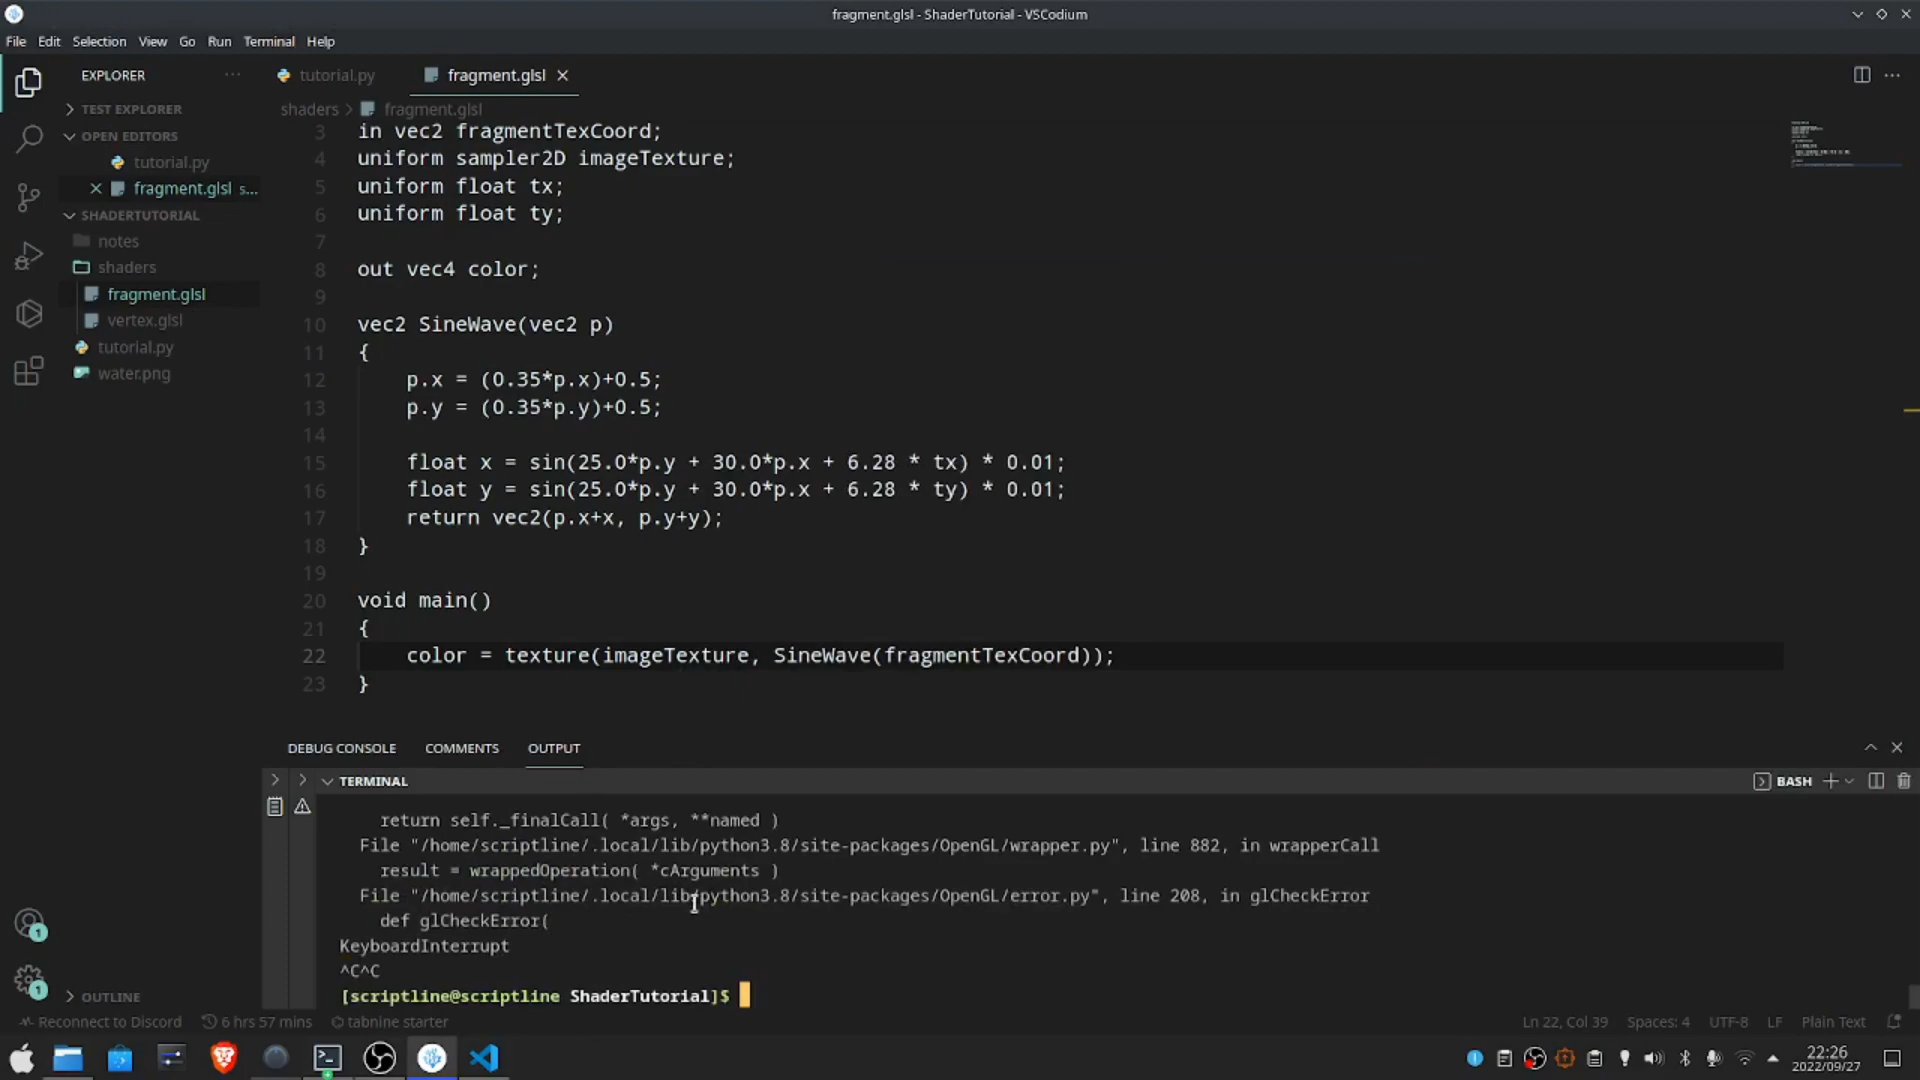 fragment.glsl - ShaderTutorial - VSCodium
File Edit Selection View Go Run Terminal Help
EXPLORER
tutorial.py
fragment.glsl
TEST EXPLORER
OPEN EDITORS
tutorial.py
fragment.glsl s...
SHADERTUTORIAL
notes
shaders
fragment.glsl
vertex.glsl
tutorial.py
water.png
OUTLINE
shaders > fragment.glsl
3 in vec2 fragmentTexCoord;
4 uniform sampler2D imageTexture;
5 uniform float tx;
6 uniform float ty;
7
8 out vec4 color;
9
10 vec2 SineWave(vec2 p)
11 {
12 p.x = (0.35*p.x)+0.5;
13 p.y = (0.35*p.y)+0.5;
14
15 float x = sin(25.0*p.y + 30.0*p.x + 6.28 * tx) * 0.01;
16 float y = sin(25.0*p.y + 30.0*p.x + 6.28 * ty) * 0.01;
17 return vec2(p.x+x, p.y+y);
18 }
19
20 void main()
21 {
22 color = texture(imageTexture, SineWave(fragmentTexCoord));
23 }
DEBUG CONSOLE COMMENTS OUTPUT
TERMINAL
BASH
return self._finalCall( *args, **named )
File "/home/scriptline/.local/lib/python3.8/site-packages/OpenGL/wrapper.py", line 882, in wrapperCall
result = wrappedOperation( *cArguments )
File "/home/scriptline/.local/lib/python3.8/site-packages/OpenGL/error.py", line 208, in glCheckError
def glCheckError(
KeyboardInterrupt
^C^C
[scriptline@scriptline ShaderTutorial]$
1
1
Reconnect to Discord 6 hrs 57 mins tabnine starter
Ln 22, Col 39 Spaces: 4 UTF-8 LF Plain Text
22:26
2022/09/27